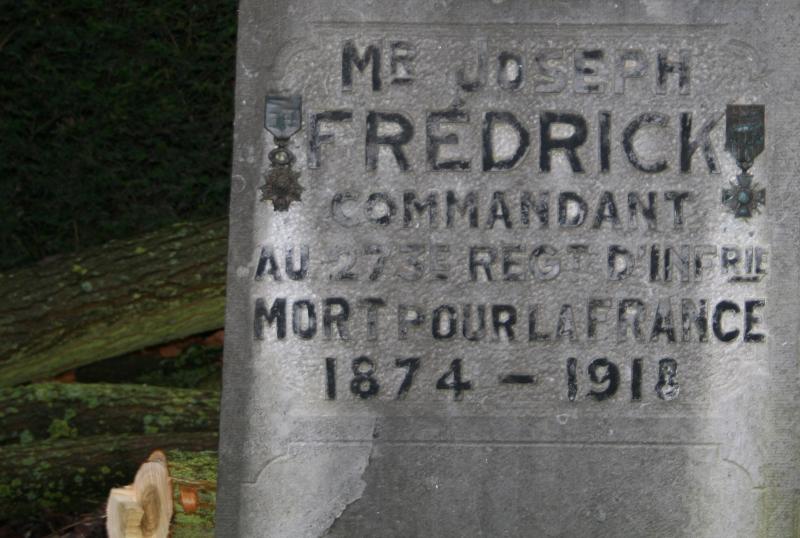 MR JOSEPH
FRÉDRICK
COMMANDANT
AU 273E REGT D'INFRIE
MORT POUR LA FRANCE
1874 - 1918